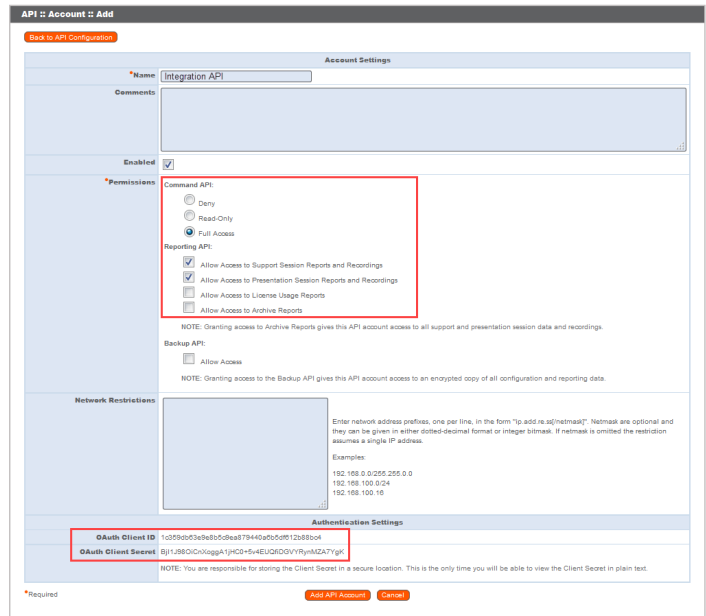 API :: Account :: Add
Back to API Configuration
Account Settings
*Name
Integration API
Comments
Enabled
*Permissions
Command API:
Deny
Read-Only
Full Access
Reporting API:
Allow Access to Support Session Reports and Recordings
Allow Access to Presentation Session Reports and Recordings
Allow Access to License Usage Reports
Allow Access to Archive Reports
NOTE: Granting access to Archive Reports gives this API account access to all support and presentation session data and recordings.
Backup API:
Allow Access
NOTE: Granting access to the Backup API gives this API account access to an encrypted copy of all configuration and reporting data.
Network Restrictions
Enter network address prefixes, one per line, in the form "ip.add.re.ss[/netmask]". Netmask are optional and
they can be given in either dotted-decimal format or integer bitmask. If netmask is omitted the restriction
assumes a single IP address.
Examples:
192.168.0.0/255.255.0.0
192.168.100.0/24
192.168.100.16
Authentication Settings
OAuth Client ID
OAuth Client Secret
NOTE: You are responsible for storing the Client Secret in a secure location. This is the only time you will be able to view the Client Secret in plain text.
*Required
Add API Account
Cancel